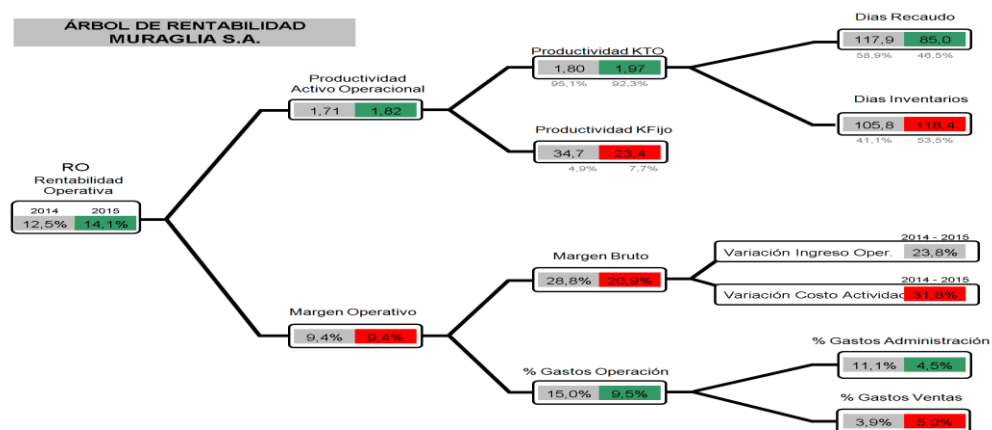 ÁRBOL DE RENTABILIDAD
MURAGLIA S.A.
Dias Recaudo
117,9 85,0
58,9% 46,5%
Productividad KTO
1,80 1,97
95,1% 92,3%
Productividad
Activo Operacional
1,71 1,82
Dias Inventarios
105,8 118,4
41,1% 53,5%
Productividad KFijo
34,7 23,4
4,9% 7,7%
RO
Rentabilidad
Operativa
2014 2015
12,5% 14,1%
Margen Bruto
28,8% 20,9%
2014 - 2015
Variación Ingreso Oper. 23,8%
2014 - 2015
Variación Costo Actividad 31,8%
Margen Operativo
9,4% 9,4%
% Gastos Administración
11,1% 4,5%
% Gastos Operación
15,0% 9,5%
% Gastos Ventas
3,9% 5,0%